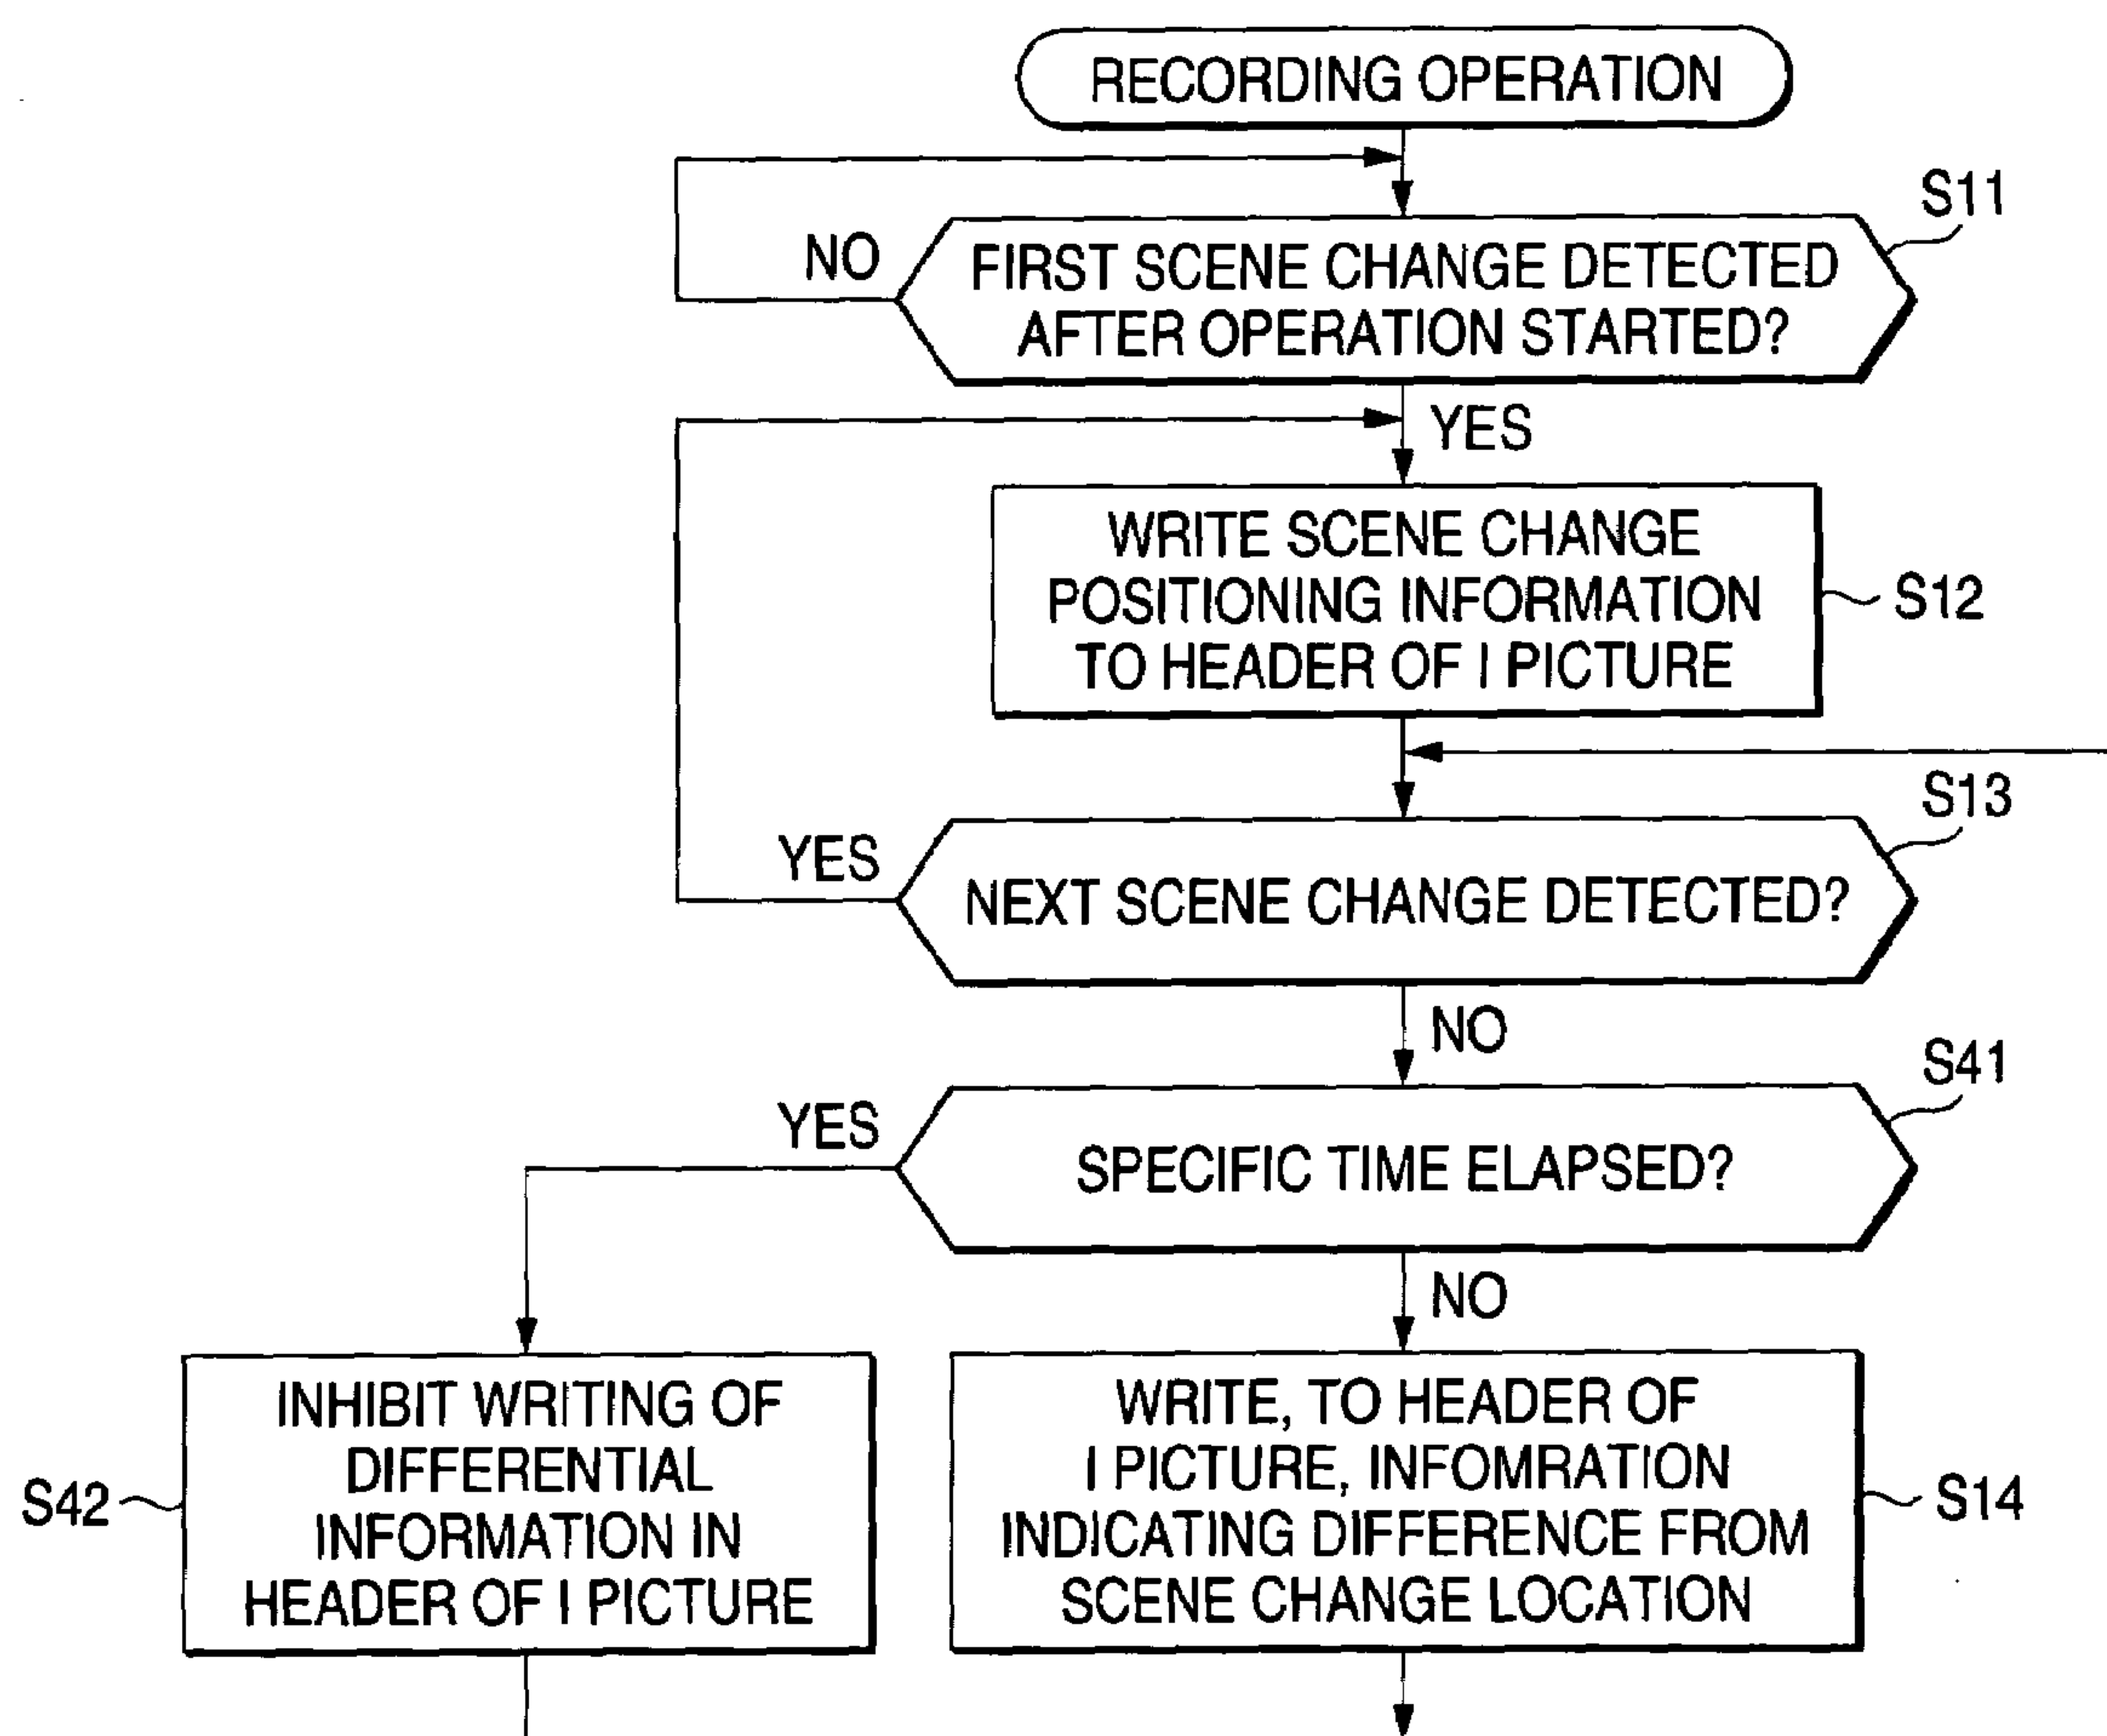 RECORDING OPERATION
S11
NO
FIRST SCENE CHANGE DETECTED
AFTER OPERATION STARTED?
YES
WRITE SCENE CHANGE
POSITIONING INFORMATION
TO HEADER OF I PICTURE
S12
S13
YES
NEXT SCENE CHANGE DETECTED?
NO
S41
YES
SPECIFIC TIME ELAPSED?
NO
INHIBIT WRITING OF
DIFFERENTIAL
INFORMATION IN
HEADER OF I PICTURE
S42
WRITE, TO HEADER OF
I PICTURE, INFOMRATION
INDICATING DIFFERENCE FROM
SCENE CHANGE LOCATION
S14